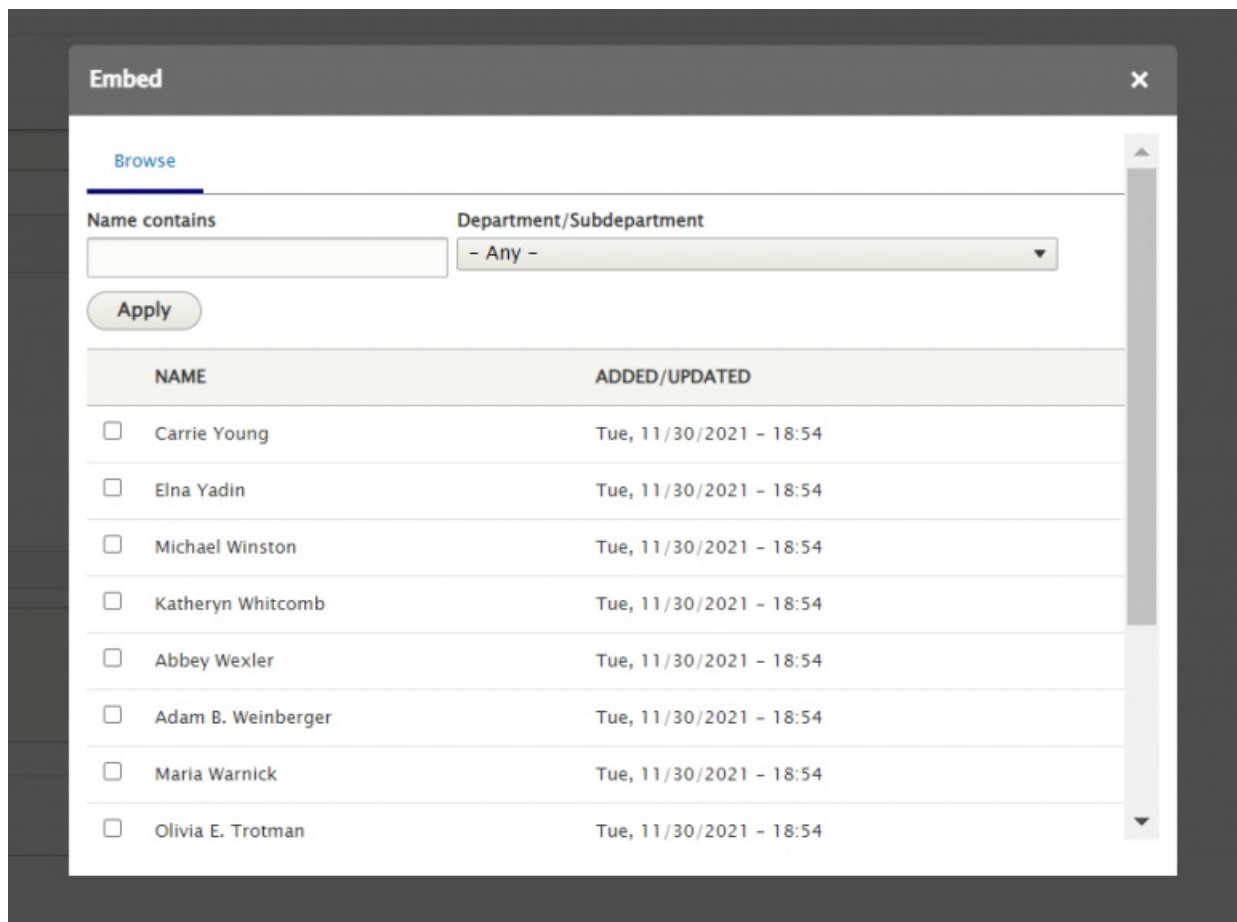 Embed ×
Browse
Name contains Department/Subdepartment
- Any -
Apply
NAME ADDED/UPDATED
Carrie Young Tue, 11/30/2021 - 18:54
Elna Yadin Tue, 11/30/2021 - 18:54
Michael Winston Tue, 11/30/2021 - 18:54
Katheryn Whitcomb Tue, 11/30/2021 - 18:54
Abbey Wexler Tue, 11/30/2021 - 18:54
Adam B. Weinberger Tue, 11/30/2021 - 18:54
Maria Warnick Tue, 11/30/2021 - 18:54
Olivia E. Trotman Tue, 11/30/2021 - 18:54